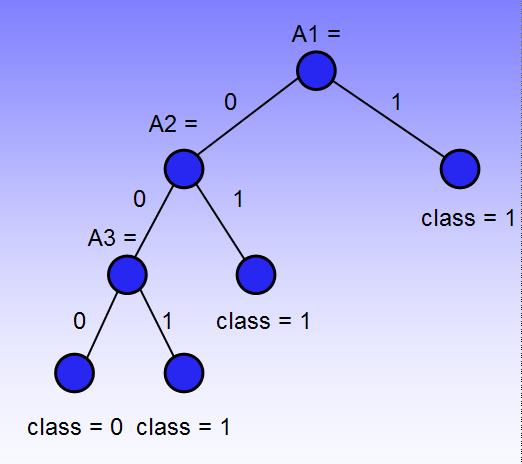 A1 =
0
1
A2 =
0
1
class = 1
A3 =
0
1
class = 1
class = 0 class = 1